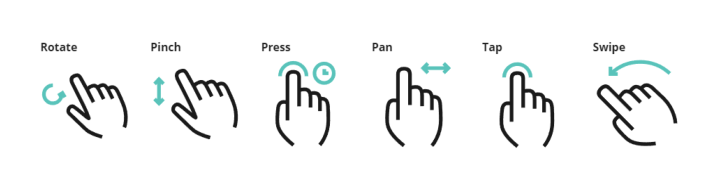 Rotate
Pinch
Press
Pan
Tap
Swipe